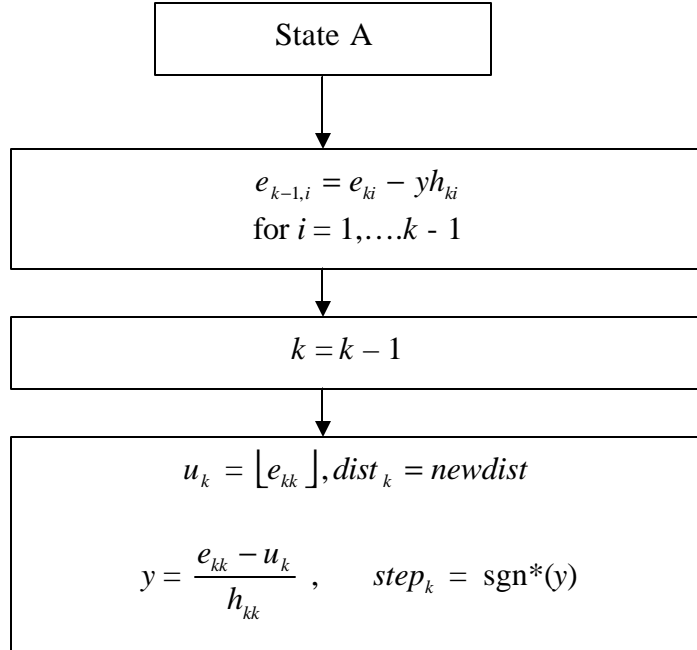 State A
e_{k-1,i} = e_{ki} − yh_{ki}
for i = 1,….k - 1
k = k − 1
u_k = ⌊e_{kk}⌋, dist_k = newdist
y = \frac{e_{kk} − u_k}{h_{kk}} , step_k = sgn*(y)